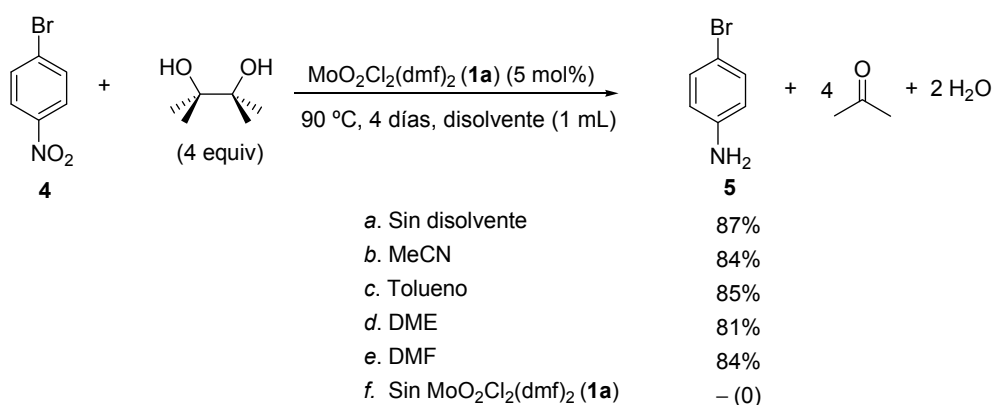 Br
NO2
4
+
HO OH
(4 equiv)
MoO2Cl2(dmf)2 (1a) (5 mol%)
90 ºC, 4 días, disolvente (1 mL)
Br
NH2
5
+ 4 O + 2 H2O
a. Sin disolvente 87%
b. MeCN 84%
c. Tolueno 85%
d. DME 81%
e. DMF 84%
f. Sin MoO2Cl2(dmf)2 (1a) – (0)